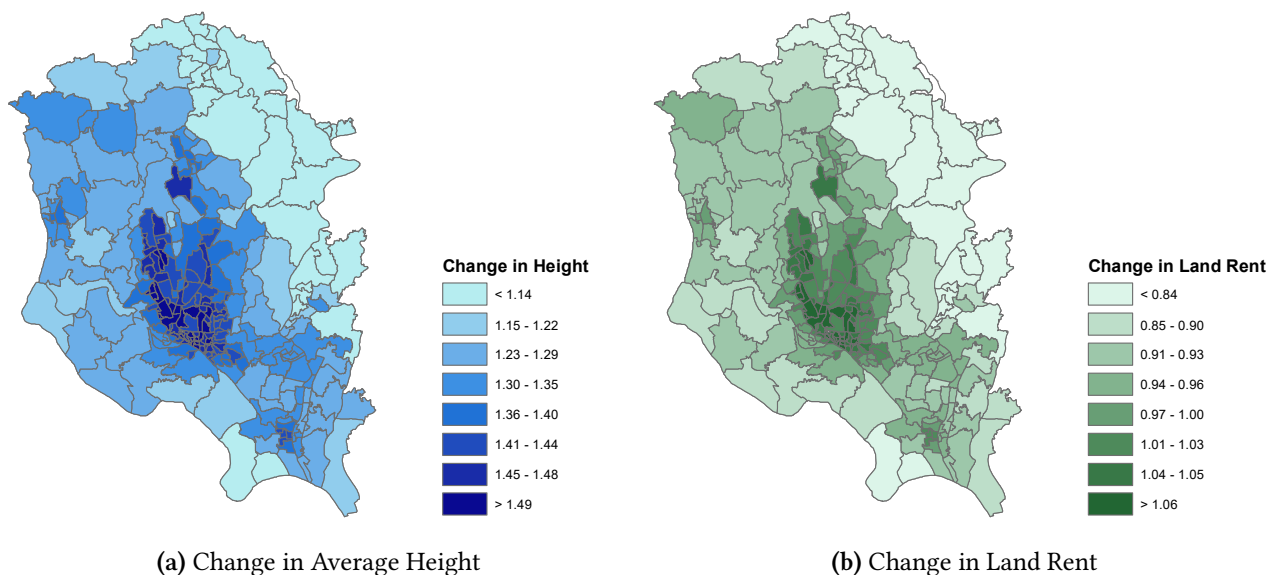 Change in Height
< 1.14
1.15 - 1.22
1.23 - 1.29
1.30 - 1.35
1.36 - 1.40
1.41 - 1.44
1.45 - 1.48
> 1.49
(a) Change in Average Height
Change in Land Rent
< 0.84
0.85 - 0.90
0.91 - 0.93
0.94 - 0.96
0.97 - 1.00
1.01 - 1.03
1.04 - 1.05
> 1.06
(b) Change in Land Rent